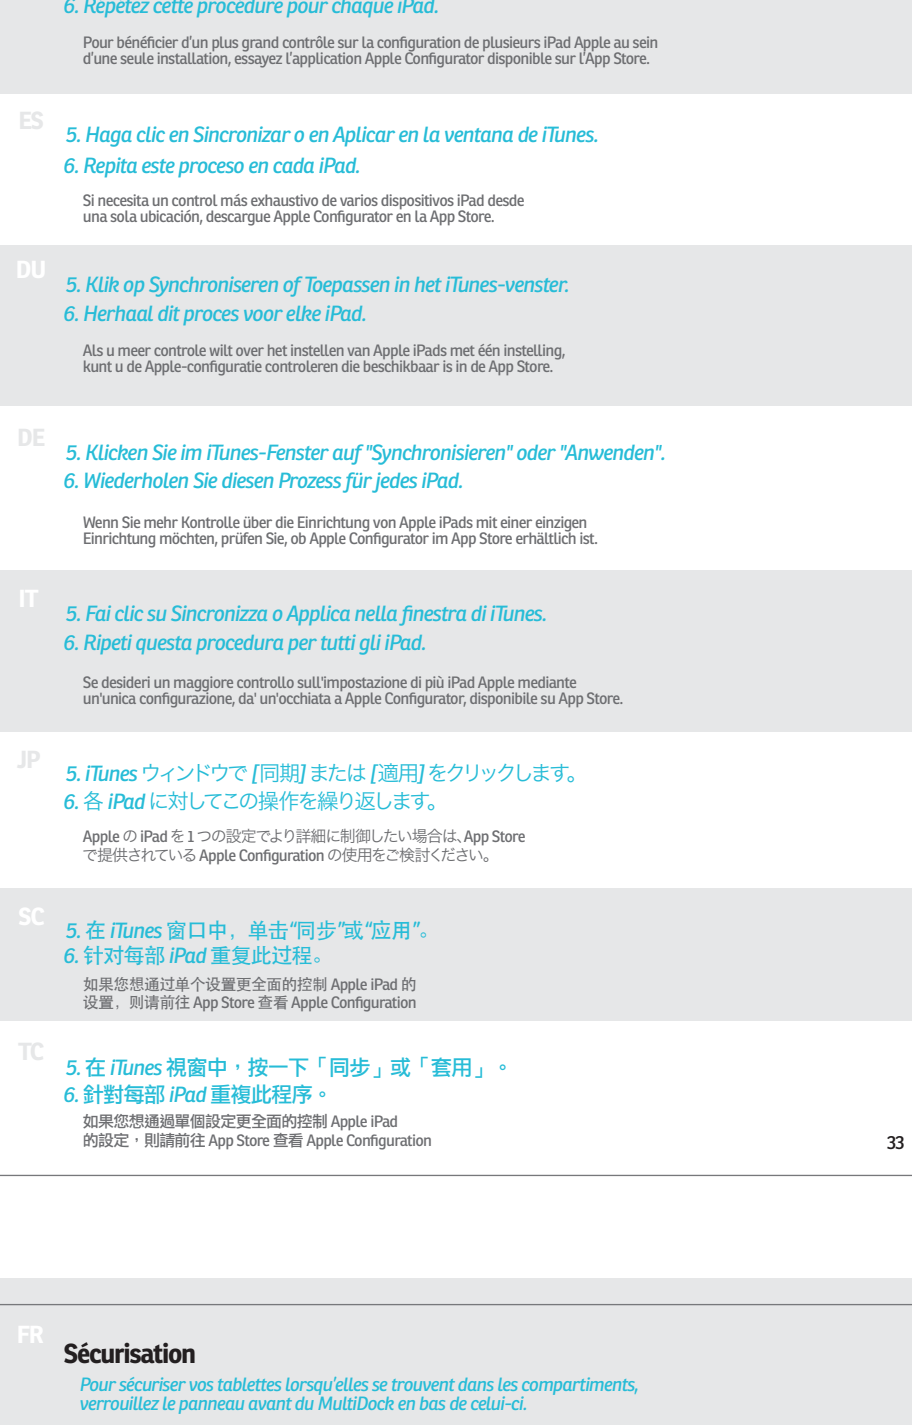 6. Répétez cette procédure pour chaque iPad.
Pour bénéficier d'un plus grand contrôle sur la configuration de plusieurs iPad Apple au sein
d'une seule installation, essayez l'application Apple Configurator disponible sur l'App Store.
ES
5. Haga clic en Sincronizar o en Aplicar en la ventana de iTunes.
6. Repita este proceso en cada iPad.
Si necesita un control más exhaustivo de varios dispositivos iPad desde
una sola ubicación, descargue Apple Configurator en la App Store.
DU
5. Klik op Synchroniseren of Toepassen in het iTunes-venster.
6. Herhaal dit proces voor elke iPad.
Als u meer controle wilt over het instellen van Apple iPads met één instelling,
kunt u de Apple-configuratie controleren die beschikbaar is in de App Store.
DE
5. Klicken Sie im iTunes-Fenster auf "Synchronisieren" oder "Anwenden".
6. Wiederholen Sie diesen Prozess für jedes iPad.
Wenn Sie mehr Kontrolle über die Einrichtung von Apple iPads mit einer einzigen
Einrichtung möchten, prüfen Sie, ob Apple Configurator im App Store erhältlich ist.
IT
5. Fai clic su Sincronizza o Applica nella finestra di iTunes.
6. Ripeti questa procedura per tutti gli iPad.
Se desideri un maggiore controllo sull'impostazione di più iPad Apple mediante
un'unica configurazione, da' un'occhiata a Apple Configurator, disponibile su App Store.
JP
5. iTunes ウィンドウで [同期] または [適用] をクリックします。
6. 各 iPad に対してこの操作を繰り返します。
Apple の iPad を 1 つの設定でより詳細に制御したい場合は、App Store
で提供されている Apple Configuration の使用をご検討ください。
SC
5. 在 iTunes 窗口中，单击“同步”或“应用”。
6. 针对每部 iPad 重复此过程。
如果您想通过单个设置更全面的控制 Apple iPad 的
设置，则请前往 App Store 查看 Apple Configuration
TC
5. 在 iTunes 視窗中，按一下「同步」或「套用」。
6. 針對每部 iPad 重複此程序。
如果您想通過單個設定更全面的控制 Apple iPad
的設定，則請前往 App Store 查看 Apple Configuration
33
FR
Sécurisation
Pour sécuriser vos tablettes lorsqu'elles se trouvent dans les compartiments,
verrouillez le panneau avant du MultiDock en bas de celui-ci.